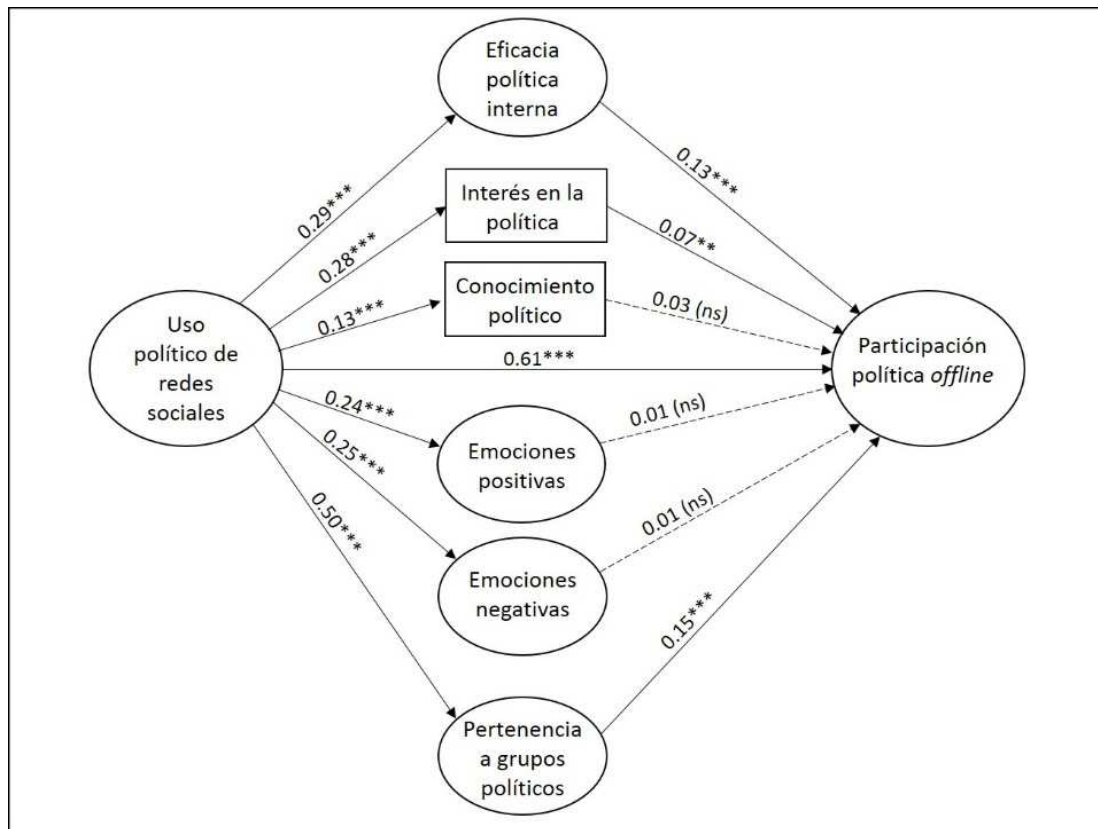 Eficacia
política
interna
0.29***
0.13***
Interés en la
política
0.28***
0.07**
Conocimiento
político
0.13***
0.03 (ns)
Uso
político de
redes
sociales
0.61***
Participación
política offline
0.24***
Emociones
positivas
0.01 (ns)
0.25***
Emociones
negativas
0.01 (ns)
0.50***
Pertenencia
a grupos
políticos
0.15***